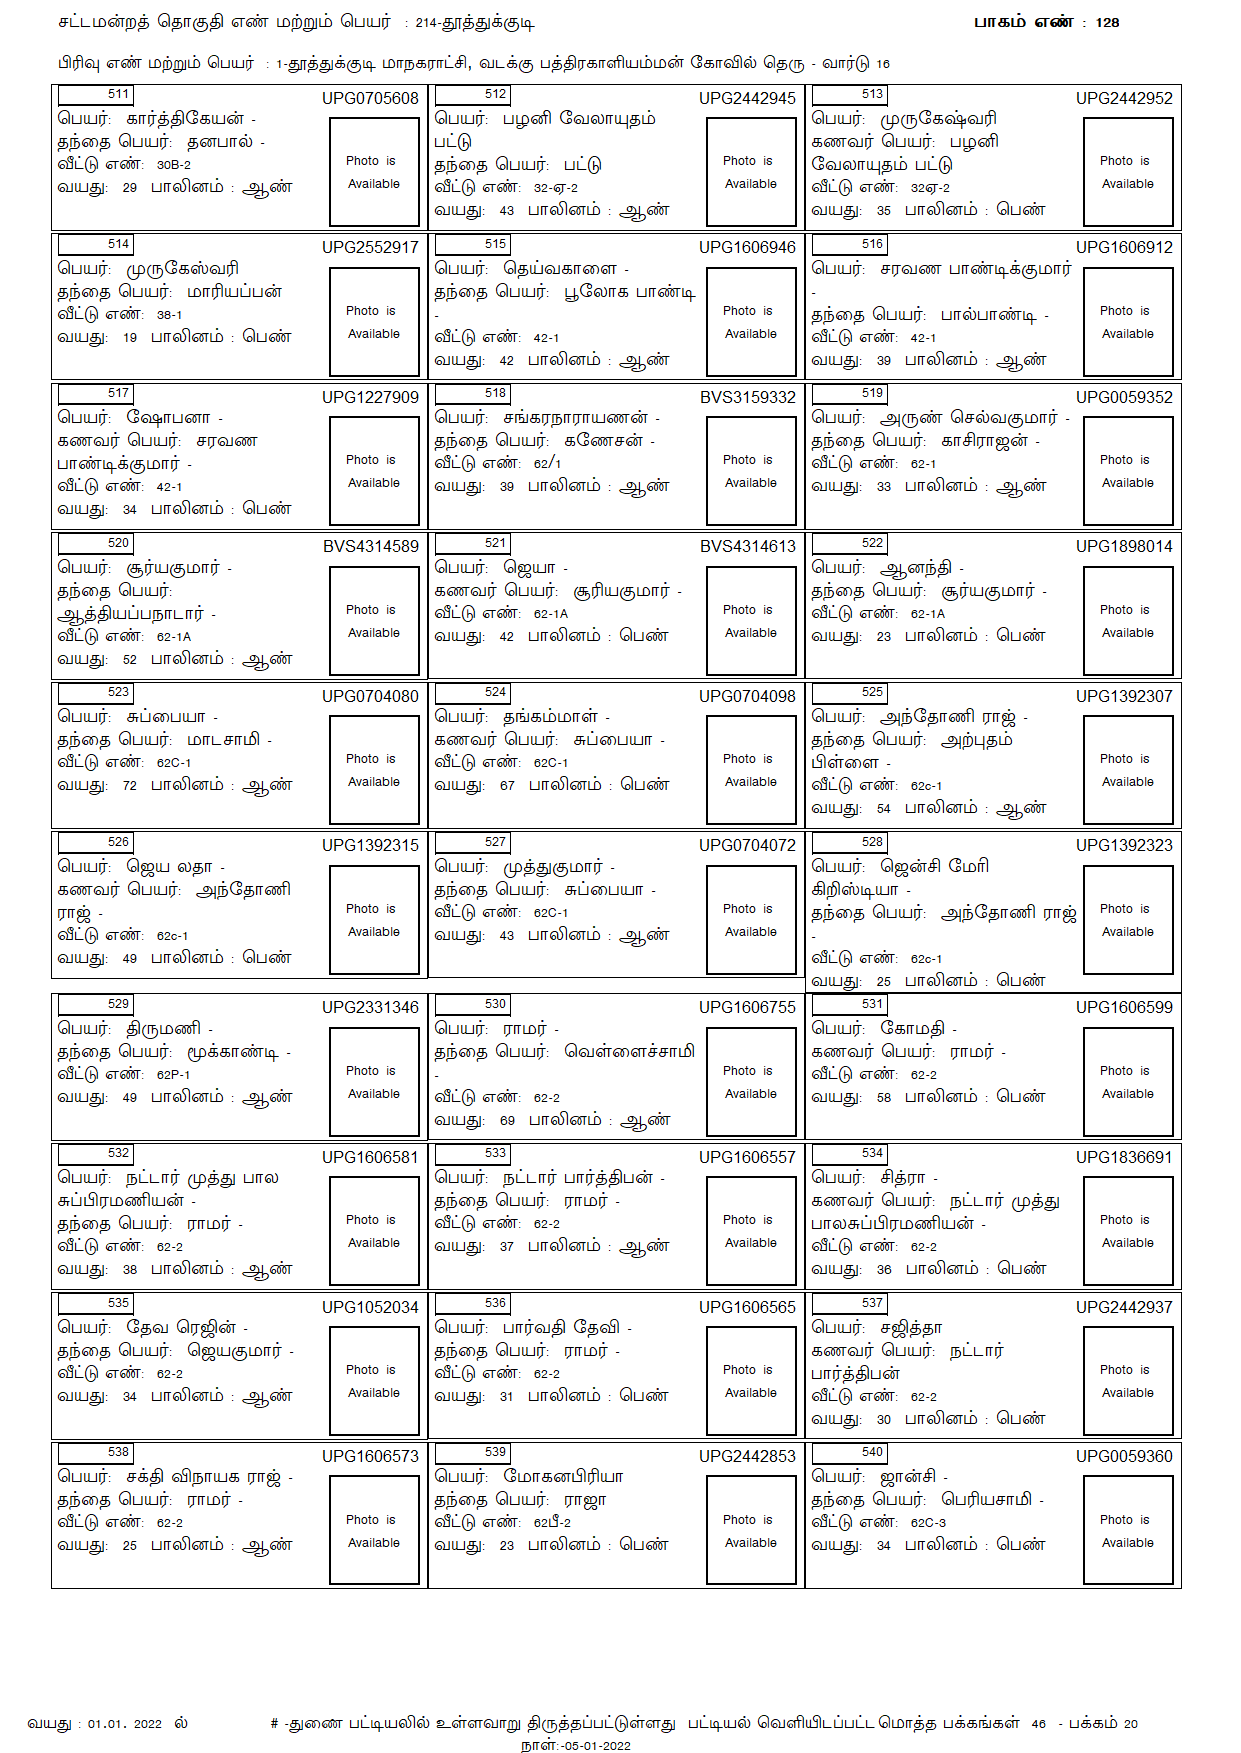 சட்டமன்றத் தொகுதி எண் மற்றும் பெயர் : 214-தூத்துக்குடி பாகம் எண் : 128
பிரிவு எண் மற்றும் பெயர் : 1-தூத்துக்குடி மாநகராட்சி, வடக்கு பத்திரகாளியம்மன் கோவில் தெரு - வார்டு 16
511 UPG0705608
பெயர்: கார்த்திகேயன் -
தந்தை பெயர்: தனபால் -
வீட்டு எண்: 30B-2
வயது: 29 பாலினம் : ஆண்
Photo is
Available
512 UPG2442945
பெயர்: பழனி வேலாயுதம்
பட்டு
தந்தை பெயர்: பட்டு
வீட்டு எண்: 32-ஏ-2
வயது: 43 பாலினம் : ஆண்
Photo is
Available
513 UPG2442952
பெயர்: முருகேஷ்வரி
கணவர் பெயர்: பழனி
வேலாயுதம் பட்டு
வீட்டு எண்: 32ஏ-2
வயது: 35 பாலினம் : பெண்
Photo is
Available
514 UPG2552917
பெயர்: முருகேஸ்வரி
தந்தை பெயர்: மாரியப்பன்
வீட்டு எண்: 38-1
வயது: 19 பாலினம் : பெண்
Photo is
Available
515 UPG1606946
பெயர்: தெய்வகாளை -
தந்தை பெயர்: பூலோக பாண்டி
-
வீட்டு எண்: 42-1
வயது: 42 பாலினம் : ஆண்
Photo is
Available
516 UPG1606912
பெயர்: சரவண பாண்டிக்குமார்
-
தந்தை பெயர்: பால்பாண்டி -
வீட்டு எண்: 42-1
வயது: 39 பாலினம் : ஆண்
Photo is
Available
517 UPG1227909
பெயர்: ஷோபனா -
கணவர் பெயர்: சரவண
பாண்டிக்குமார் -
வீட்டு எண்: 42-1
வயது: 34 பாலினம் : பெண்
Photo is
Available
518 BVS3159332
பெயர்: சங்கரநாராயணன் -
தந்தை பெயர்: கணேசன் -
வீட்டு எண்: 62/1
வயது: 39 பாலினம் : ஆண்
Photo is
Available
519 UPG0059352
பெயர்: அருண் செல்வகுமார் -
தந்தை பெயர்: காசிராஜன் -
வீட்டு எண்: 62-1
வயது: 33 பாலினம் : ஆண்
Photo is
Available
520 BVS4314589
பெயர்: சூர்யகுமார் -
தந்தை பெயர்:
ஆத்தியப்பநாடார் -
வீட்டு எண்: 62-1A
வயது: 52 பாலினம் : ஆண்
Photo is
Available
521 BVS4314613
பெயர்: ஜெயா -
கணவர் பெயர்: சூரியகுமார் -
வீட்டு எண்: 62-1A
வயது: 42 பாலினம் : பெண்
Photo is
Available
522 UPG1898014
பெயர்: ஆனந்தி -
தந்தை பெயர்: சூர்யகுமார் -
வீட்டு எண்: 62-1A
வயது: 23 பாலினம் : பெண்
Photo is
Available
523 UPG0704080
பெயர்: சுப்பையா -
தந்தை பெயர்: மாடசாமி -
வீட்டு எண்: 62C-1
வயது: 72 பாலினம் : ஆண்
Photo is
Available
524 UPG0704098
பெயர்: தங்கம்மாள் -
கணவர் பெயர்: சுப்பையா -
வீட்டு எண்: 62C-1
வயது: 67 பாலினம் : பெண்
Photo is
Available
525 UPG1392307
பெயர்: அந்தோணி ராஜ் -
தந்தை பெயர்: அற்புதம்
பிள்ளை -
வீட்டு எண்: 62c-1
வயது: 54 பாலினம் : ஆண்
Photo is
Available
526 UPG1392315
பெயர்: ஜெய லதா -
கணவர் பெயர்: அந்தோணி
ராஜ் -
வீட்டு எண்: 62c-1
வயது: 49 பாலினம் : பெண்
Photo is
Available
527 UPG0704072
பெயர்: முத்துகுமார் -
தந்தை பெயர்: சுப்பையா -
வீட்டு எண்: 62C-1
வயது: 43 பாலினம் : ஆண்
Photo is
Available
528 UPG1392323
பெயர்: ஜென்சி மேரி
கிறிஸ்டியா -
தந்தை பெயர்: அந்தோணி ராஜ்
-
வீட்டு எண்: 62c-1
வயது: 25 பாலினம் : பெண்
Photo is
Available
529 UPG2331346
பெயர்: திருமணி -
தந்தை பெயர்: மூக்காண்டி -
வீட்டு எண்: 62P-1
வயது: 49 பாலினம் : ஆண்
Photo is
Available
530 UPG1606755
பெயர்: ராமர் -
தந்தை பெயர்: வெள்ளைச்சாமி
-
வீட்டு எண்: 62-2
வயது: 69 பாலினம் : ஆண்
Photo is
Available
531 UPG1606599
பெயர்: கோமதி -
கணவர் பெயர்: ராமர் -
வீட்டு எண்: 62-2
வயது: 58 பாலினம் : பெண்
Photo is
Available
532 UPG1606581
பெயர்: நட்டார் முத்து பால
சுப்பிரமணியன் -
தந்தை பெயர்: ராமர் -
வீட்டு எண்: 62-2
வயது: 38 பாலினம் : ஆண்
Photo is
Available
533 UPG1606557
பெயர்: நட்டார் பார்த்திபன் -
தந்தை பெயர்: ராமர் -
வீட்டு எண்: 62-2
வயது: 37 பாலினம் : ஆண்
Photo is
Available
534 UPG1836691
பெயர்: சித்ரா -
கணவர் பெயர்: நட்டார் முத்து
பாலசுப்பிரமணியன் -
வீட்டு எண்: 62-2
வயது: 36 பாலினம் : பெண்
Photo is
Available
535 UPG1052034
பெயர்: தேவ ரெஜின் -
தந்தை பெயர்: ஜெயகுமார் -
வீட்டு எண்: 62-2
வயது: 34 பாலினம் : ஆண்
Photo is
Available
536 UPG1606565
பெயர்: பார்வதி தேவி -
தந்தை பெயர்: ராமர் -
வீட்டு எண்: 62-2
வயது: 31 பாலினம் : பெண்
Photo is
Available
537 UPG2442937
பெயர்: சஜித்தா
கணவர் பெயர்: நட்டார்
பார்த்திபன்
வீட்டு எண்: 62-2
வயது: 30 பாலினம் : பெண்
Photo is
Available
538 UPG1606573
பெயர்: சக்தி விநாயக ராஜ் -
தந்தை பெயர்: ராமர் -
வீட்டு எண்: 62-2
வயது: 25 பாலினம் : ஆண்
Photo is
Available
539 UPG2442853
பெயர்: மோகனபிரியா
தந்தை பெயர்: ராஜா
வீட்டு எண்: 62பீ-2
வயது: 23 பாலினம் : பெண்
Photo is
Available
540 UPG0059360
பெயர்: ஜான்சி -
தந்தை பெயர்: பெரியசாமி -
வீட்டு எண்: 62C-3
வயது: 34 பாலினம் : பெண்
Photo is
Available
வயது : 01.01. 2022 ல் # -துணை பட்டியலில் உள்ளவாறு திருத்தப்பட்டுள்ளது பட்டியல் வெளியிடப்பட்ட மொத்த பக்கங்கள் 46 - பக்கம் 20
நாள்:-05-01-2022